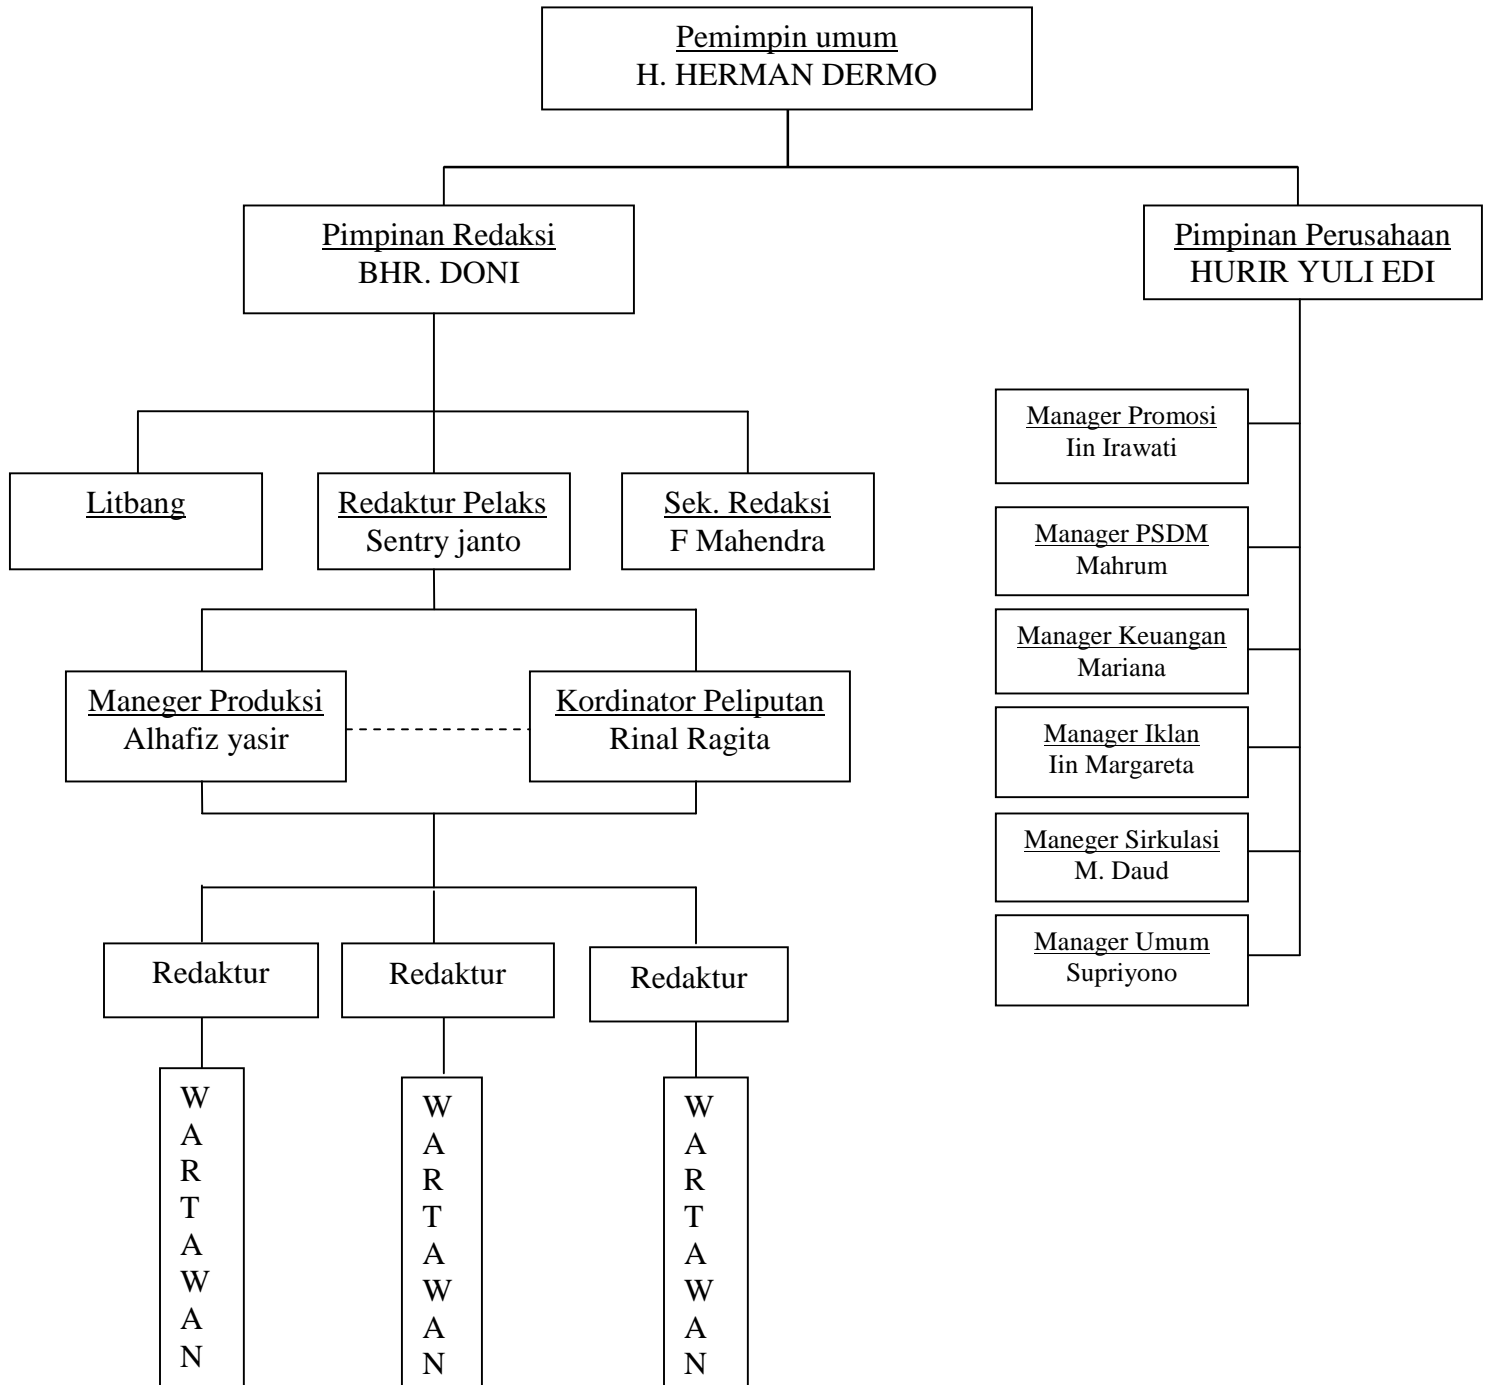 Pemimpin umum
H. HERMAN DERMO
Pimpinan Redaksi
BHR. DONI
Pimpinan Perusahaan
HURIR YULI EDI
Litbang
Redaktur Pelaks
Sentry janto
Sek. Redaksi
F Mahendra
Maneger Produksi
Alhafiz yasir
Kordinator Peliputan
Rinal Ragita
Redaktur
Redaktur
Redaktur
W
A
R
T
A
W
A
N
W
A
R
T
A
W
A
N
W
A
R
T
A
W
A
N
Manager Promosi
Iin Irawati
Manager PSDM
Mahrum
Manager Keuangan
Mariana
Manager Iklan
Iin Margareta
Maneger Sirkulasi
M. Daud
Manager Umum
Supriyono